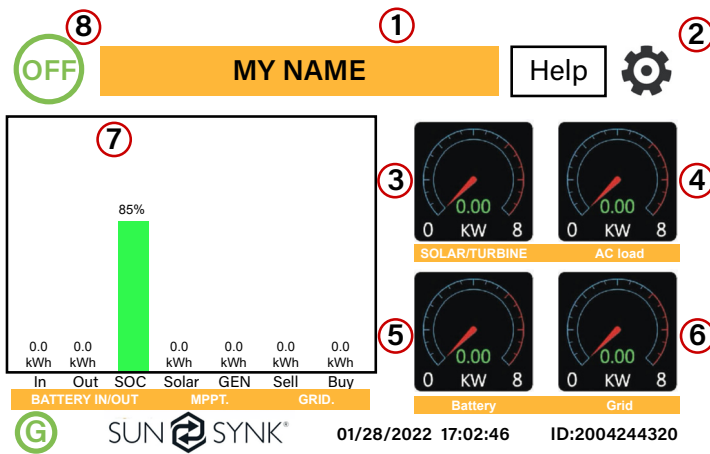 8
1
2
OFF
MY NAME
Help
7
85%
0.0 0.0 0.0 0.0 0.0 0.0
kWh kWh kWh kWh kWh kWh
In Out SOC Solar GEN Sell Buy
BATTERY IN/OUT MPPT. GRID.
3
0.00
0 KW 8
SOLAR/TURBINE
4
0.00
0 KW 8
AC load
5
0.00
0 KW 8
Battery
6
0.00
0 KW 8
Grid
G
SUN SYNK®
01/28/2022 17:02:46
ID:2004244320